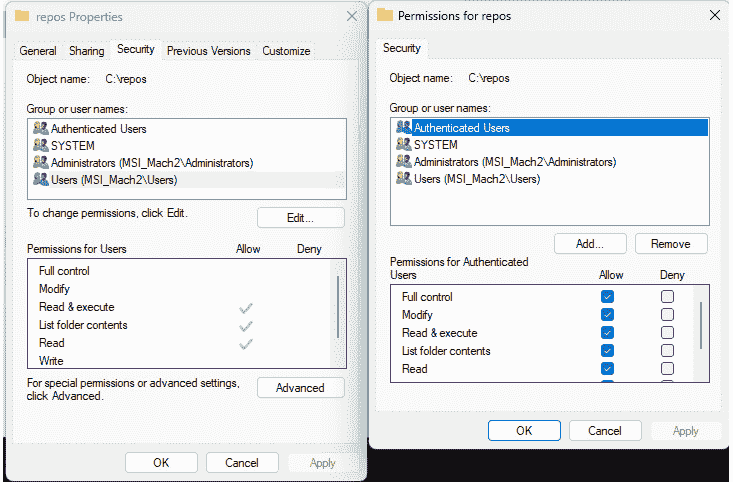 repos Properties
General Sharing Security Previous Versions Customize
Object name: C:\repos
Group or user names:
Authenticated Users
SYSTEM
Administrators (MSI_Mach2\Administrators)
Users (MSI_Mach2\Users)
To change permissions, click Edit.
Edit...
Permissions for Users Allow Deny
Full control
Modify
Read & execute
List folder contents
Read
Write
For special permissions or advanced settings,
click Advanced.
Advanced
OK Cancel Apply
Permissions for repos
Security
Object name: C:\repos
Group or user names:
Authenticated Users
SYSTEM
Administrators (MSI_Mach2\Administrators)
Users (MSI_Mach2\Users)
Add... Remove
Permissions for Authenticated
Users Allow Deny
Full control
Modify
Read & execute
List folder contents
Read
OK Cancel Apply